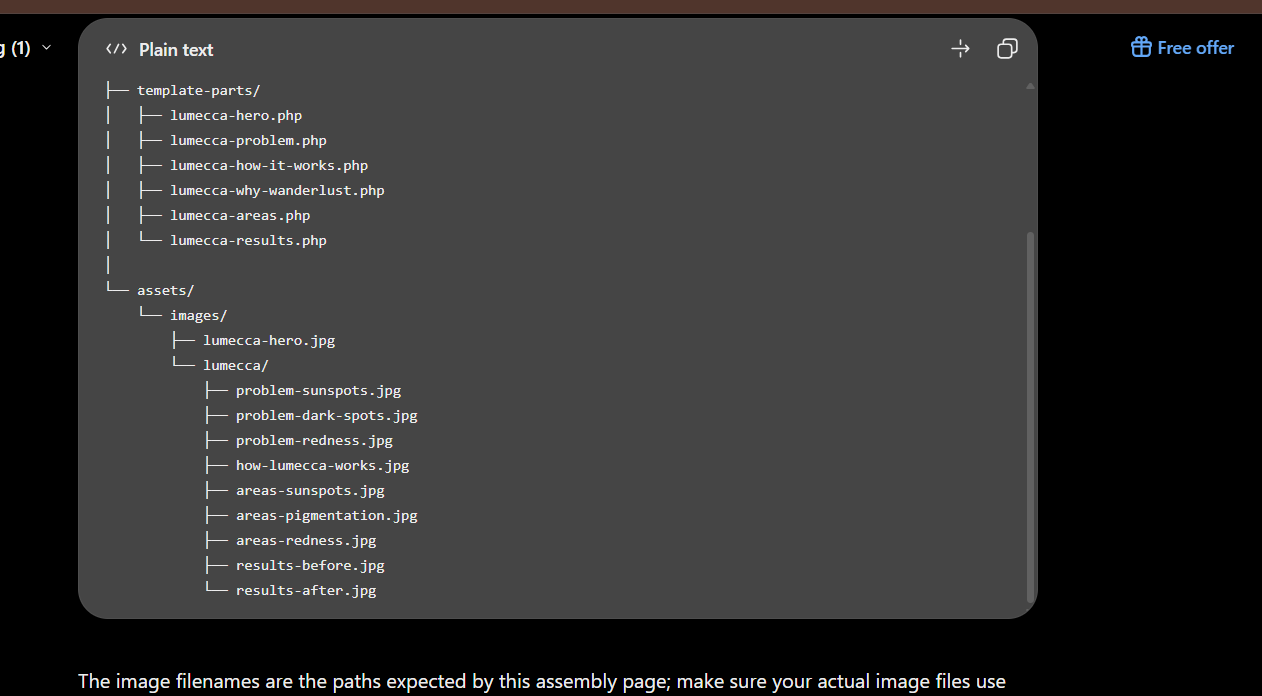 g (1)
Plain text
Free offer
├── template-parts/
│   ├── lumecca-hero.php
│   ├── lumecca-problem.php
│   ├── lumecca-how-it-works.php
│   ├── lumecca-why-wanderlust.php
│   ├── lumecca-areas.php
│   └── lumecca-results.php
│
└── assets/
    └── images/
        ├── lumecca-hero.jpg
        └── lumecca/
            ├── problem-sunspots.jpg
            ├── problem-dark-spots.jpg
            ├── problem-redness.jpg
            ├── how-lumecca-works.jpg
            ├── areas-sunspots.jpg
            ├── areas-pigmentation.jpg
            ├── areas-redness.jpg
            ├── results-before.jpg
            └── results-after.jpg
The image filenames are the paths expected by this assembly page; make sure your actual image files use